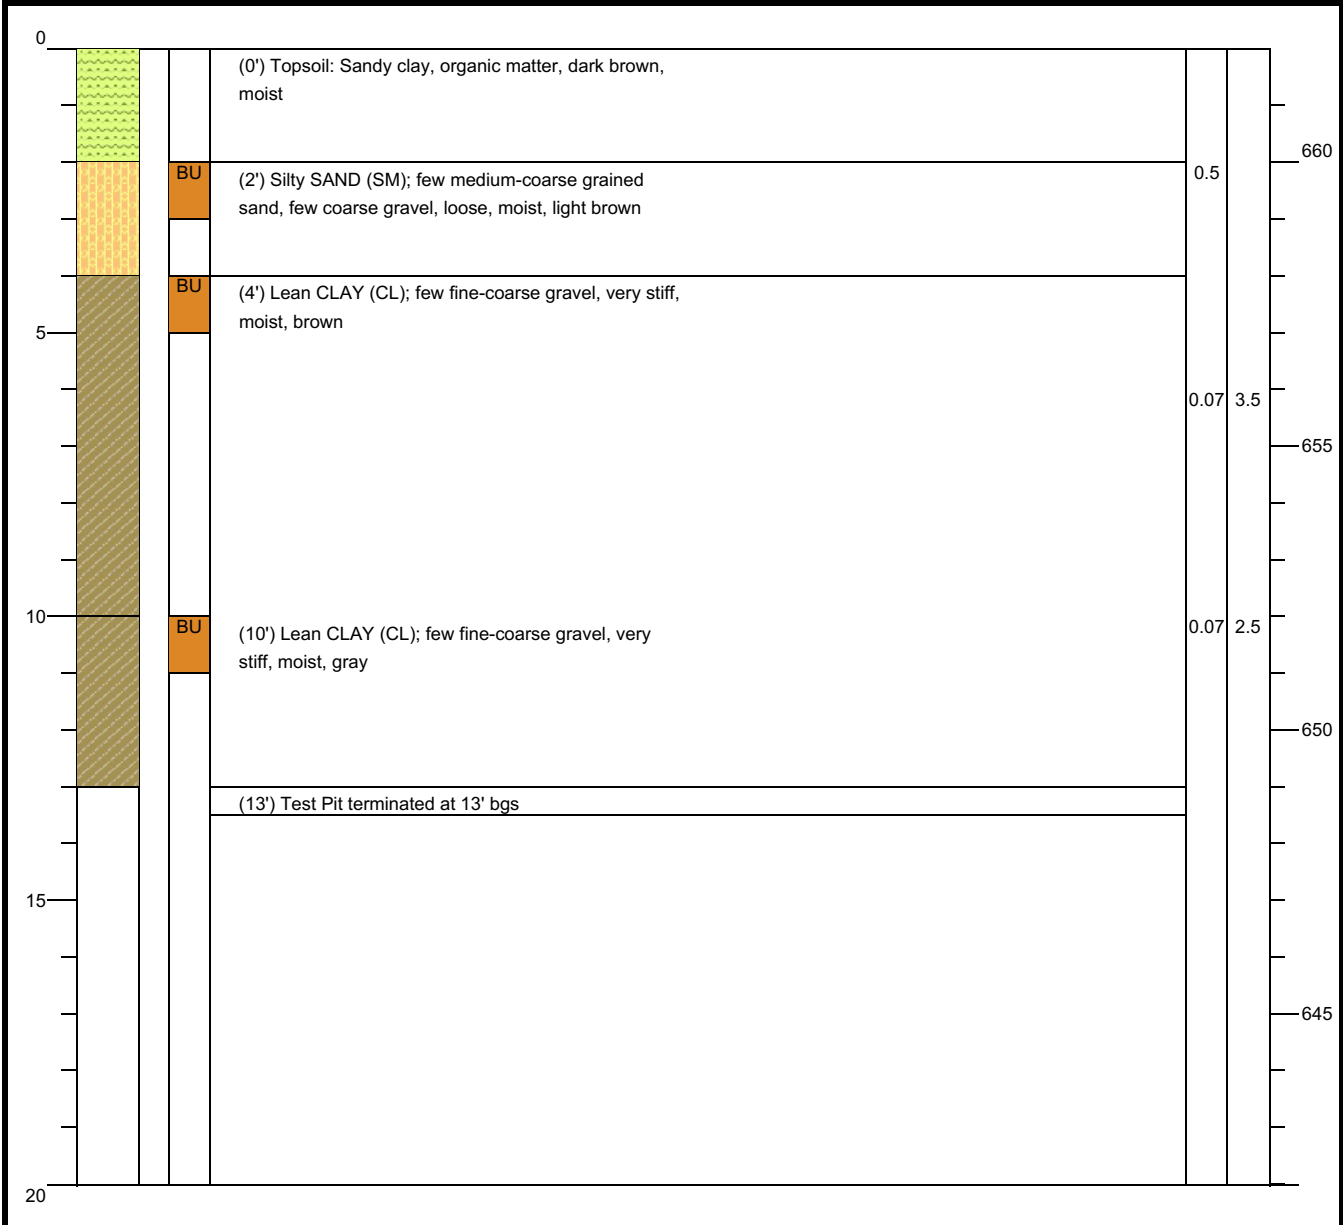 0
(0') Topsoil: Sandy clay, organic matter, dark brown,
moist
660
BU
(2') Silty SAND (SM); few medium-coarse grained
sand, few coarse gravel, loose, moist, light brown
0.5
BU
(4') Lean CLAY (CL); few fine-coarse gravel, very stiff,
moist, brown
5
0.07 3.5
655
10
BU
(10') Lean CLAY (CL); few fine-coarse gravel, very
stiff, moist, gray
0.07 2.5
650
(13') Test Pit terminated at 13' bgs
15
645
20